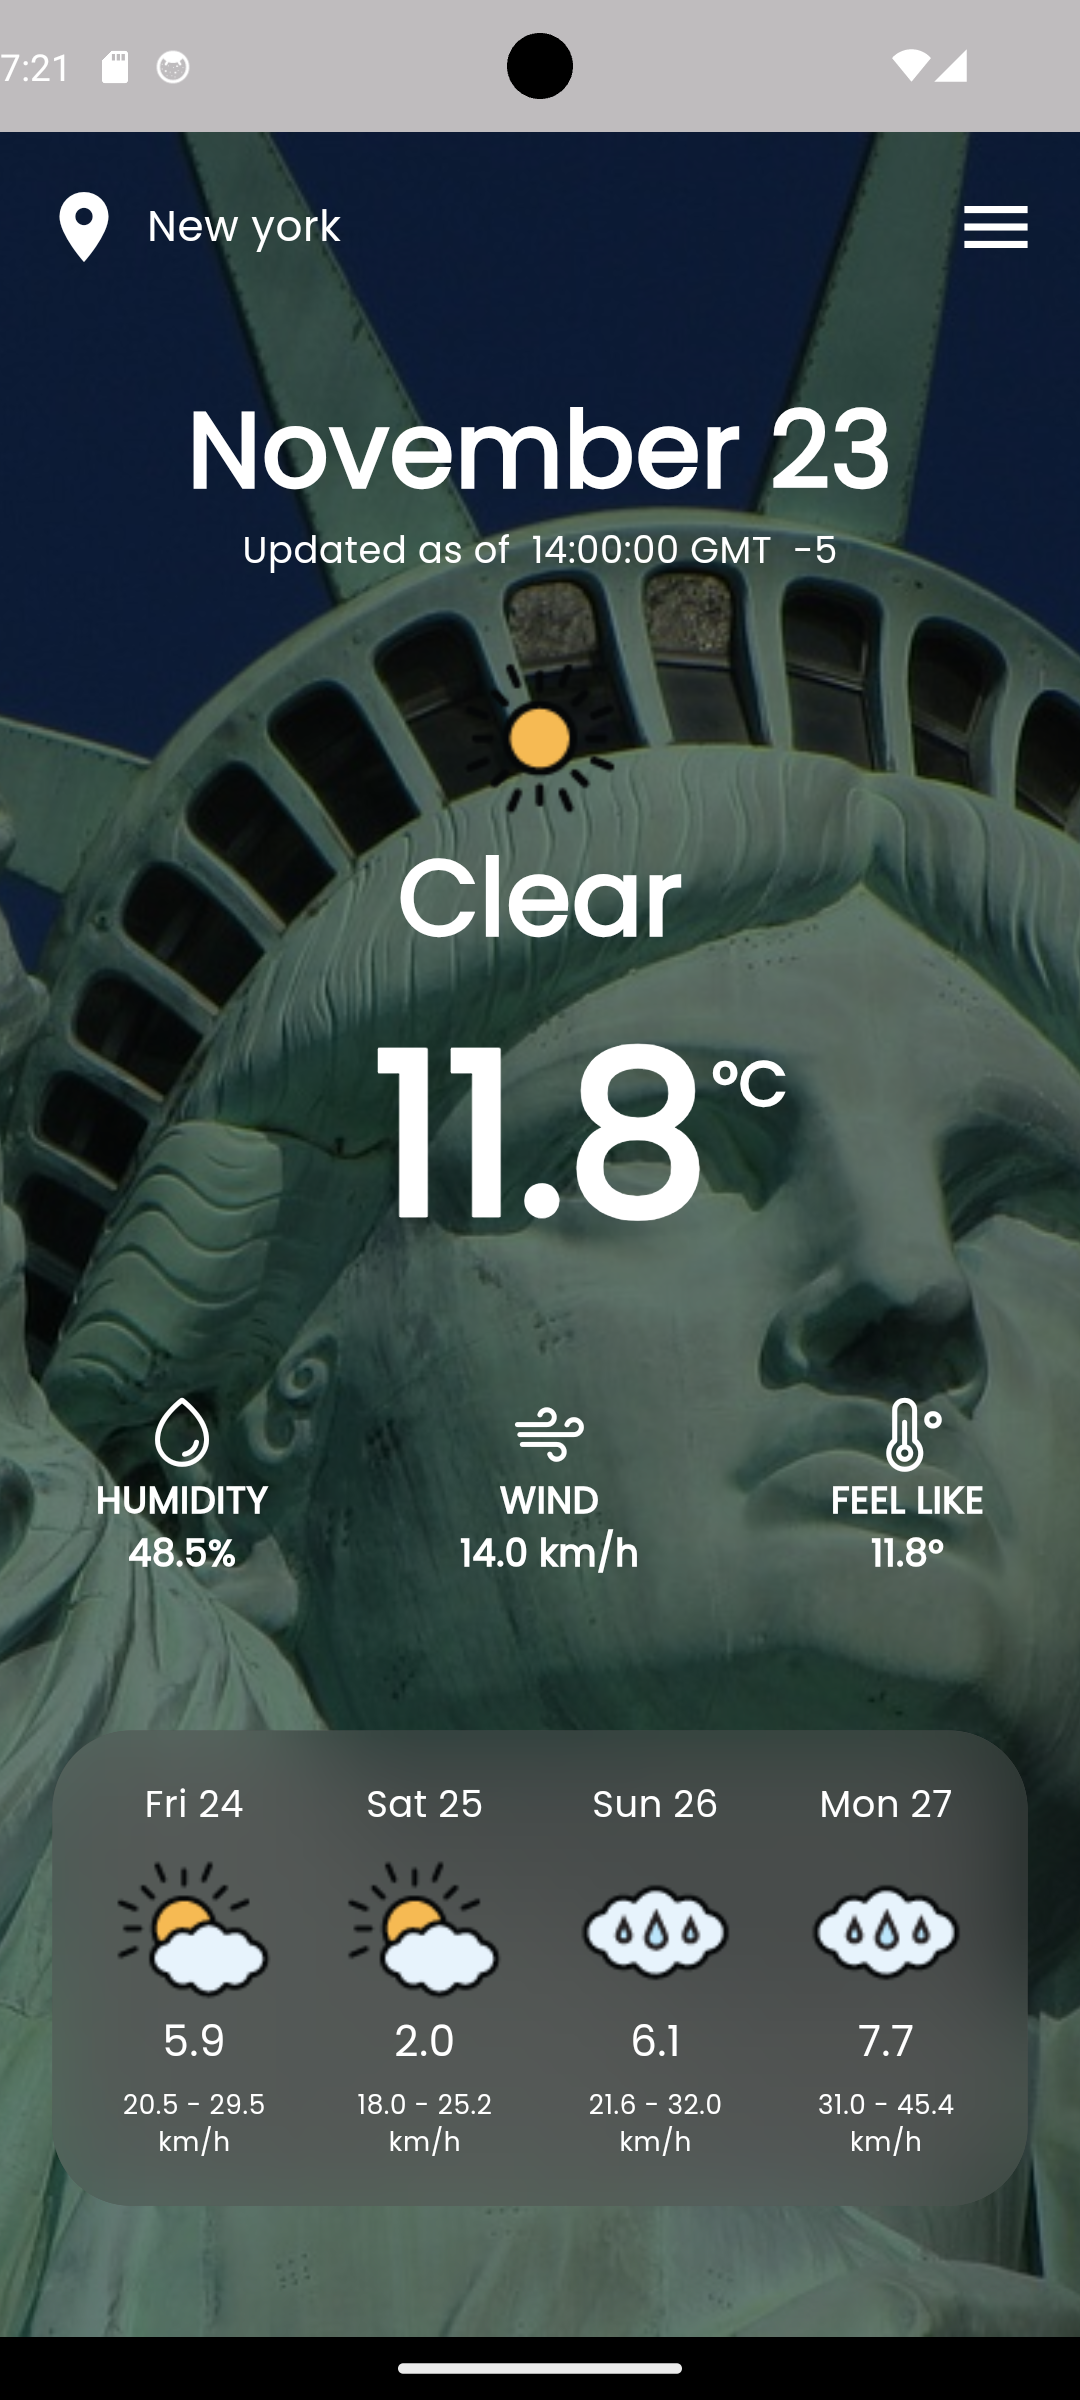 7:21
New york
November 23
Updated as of 14:00:00 GMT -5
Clear
11.8 °C
HUMIDITY WIND FEEL LIKE
48.5% 14.0 km/h 11.8°
Fri 24 Sat 25 Sun 26 Mon 27
5.9 2.0 6.1 7.7
20.5 - 29.5 18.0 - 25.2 21.6 - 32.0 31.0 - 45.4
km/h km/h km/h km/h